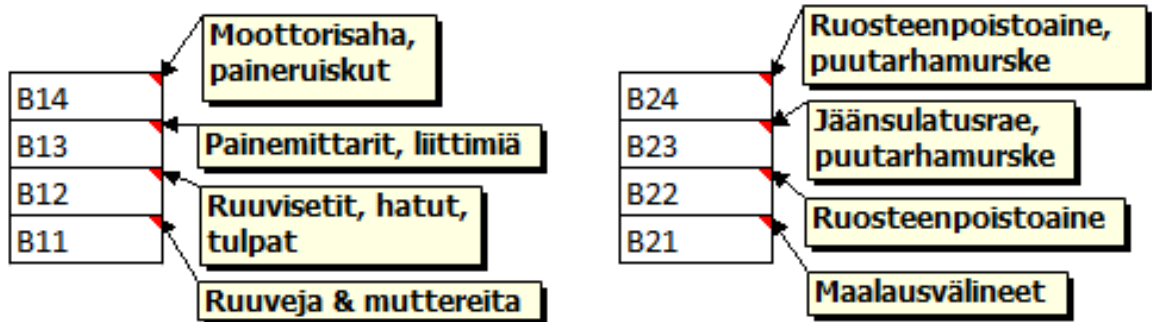 Moottorisaha,
paineruiskut
B14
B13
Painemittarit, liittimiä
B12
Ruuvisetit, hatut,
tulpat
B11
Ruuveja & muttereita
Ruosteenpoistoaine,
puutarhamurske
B24
Jäänsulatusrae,
puutarhamurske
B23
B22
Ruosteenpoistoaine
B21
Maalausvälineet